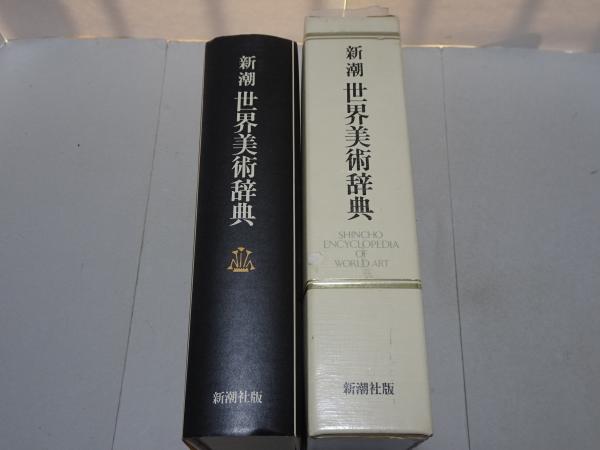 新潮
世界美術辞典
新潮社版
新潮
世界美術辞典
SHINCHO
ENCYCLOPEDIA
OF
WORLD ART
新潮社版